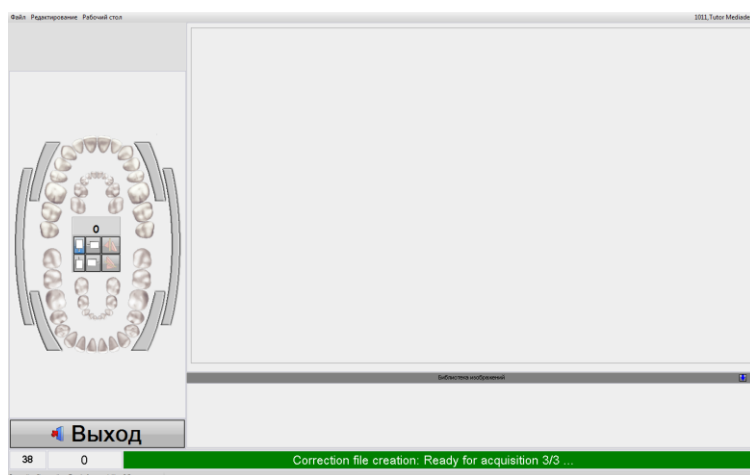 Файл Редактирование Рабочий стол
1011, Tutor Mediade
0
Библиотека изображений
Выход
38 0 Correction file creation: Ready for acquisition 3/3 ...